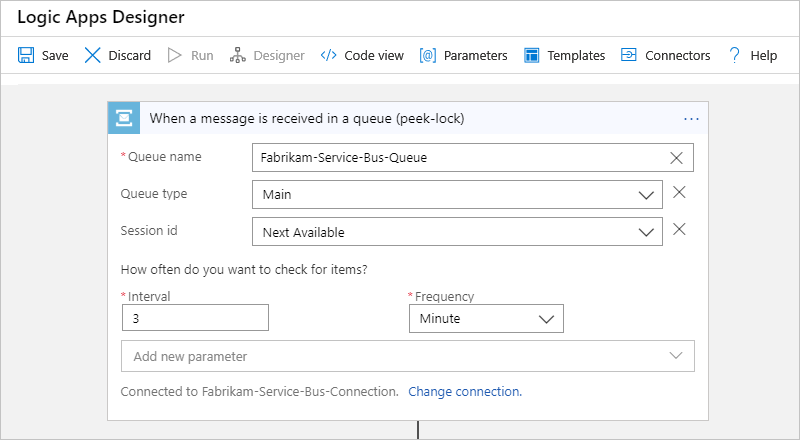 Logic Apps Designer
Save Discard Run Designer Code view Parameters Templates Connectors Help
When a message is received in a queue (peek-lock)
* Queue name Fabrikam-Service-Bus-Queue
Queue type Main
Session id Next Available
How often do you want to check for items?
* Interval * Frequency
3 Minute
Add new parameter
Connected to Fabrikam-Service-Bus-Connection. Change connection.